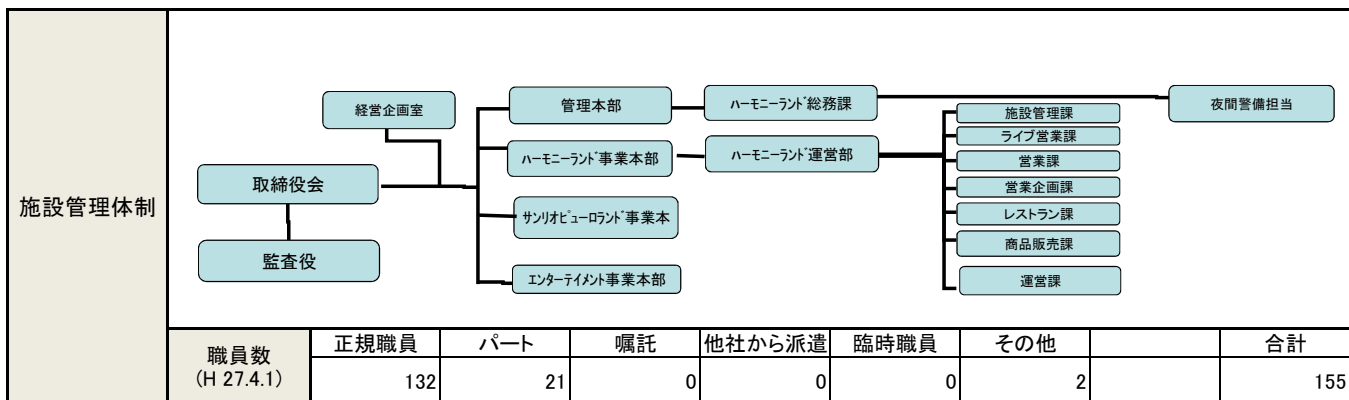 施設管理体制
経営企画室
取締役会
監査役
管理本部
ﾊｰﾓﾆｰﾗﾝﾄﾞ事業本部
ｻﾝﾘｵﾋﾟｭｰﾛﾗﾝﾄﾞ事業本
ｴﾝﾀｰﾃｲﾒﾝﾄ事業本部
ﾊｰﾓﾆｰﾗﾝﾄﾞ総務課
ﾊｰﾓﾆｰﾗﾝﾄﾞ運営部
施設管理課
ライブ営業課
営業課
営業企画課
レストラン課
商品販売課
運営課
夜間警備担当
職員数
(H 27.4.1)
正規職員 パート 嘱託 他社から派遣 臨時職員 その他 合計
132 21 0 0 0 2 155